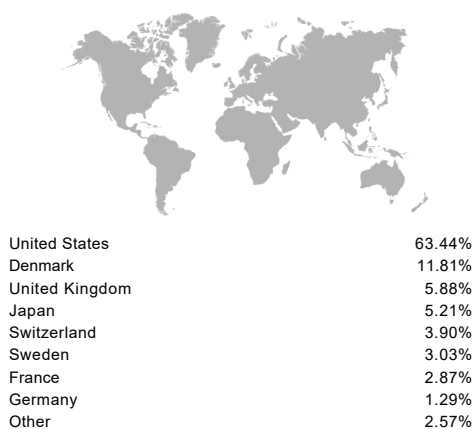 United States 63.44%
Denmark 11.81%
United Kingdom 5.88%
Japan 5.21%
Switzerland 3.90%
Sweden 3.03%
France 2.87%
Germany 1.29%
Other 2.57%